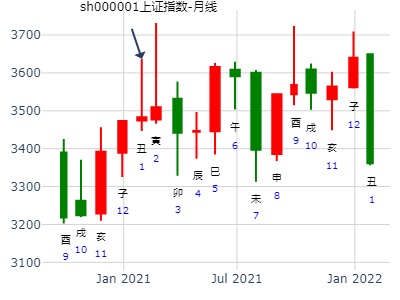 sh000001上证指数-月线
3700
3600
3500
3400
3300
3200
3100
酉
9
戌
10
亥
11
子
12
丑
1
寅
2
卯
3
辰
4
巳
5
午
6
未
7
申
8
酉
9
戌
10
亥
11
子
12
丑
1
Jan 2021
Jul 2021
Jan 2022